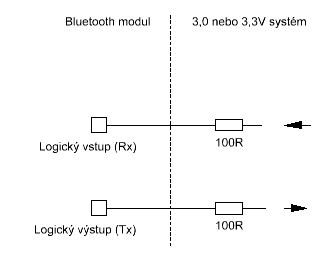 Bluetooth modul
3,0 nebo 3,3V systém
Logický vstup (Rx)
100R
Logický výstup (Tx)
100R